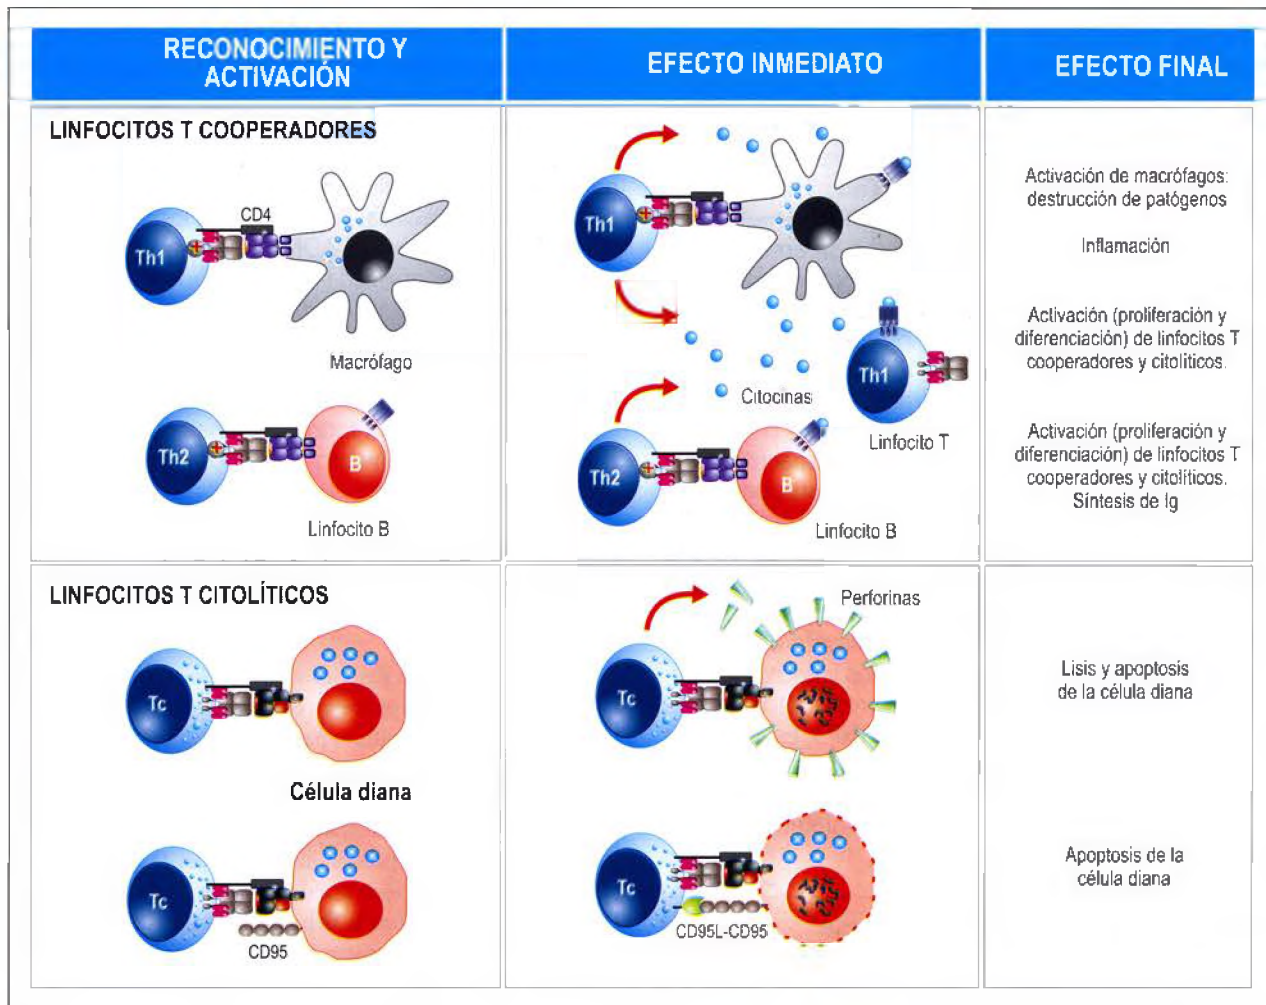 RECONOCIMIENTO Y
ACTIVACIÓN
EFECTO INMEDIATO
EFECTO FINAL
LINFOCITOS T COOPERADORES
CD4
Th1
Macrófago
Th2
B
Linfocito B
Th1
Th1
Citocinas
Linfocito T
Th2
B
Linfocito B
Activación de macrófagos:
destrucción de patógenos
Inflamación
Activación (proliferación y
diferenciación) de linfocitos T
cooperadores y citolíticos.
Activación (proliferación y
diferenciación) de linfocitos T
cooperadores y citolíticos.
Síntesis de Ig
LINFOCITOS T CITOLÍTICOS
Tc
Célula diana
Tc
CD95
Perforinas
Tc
Tc
CD95L-CD95
Lisis y apoptosis
de la célula diana
Apoptosis de la
célula diana